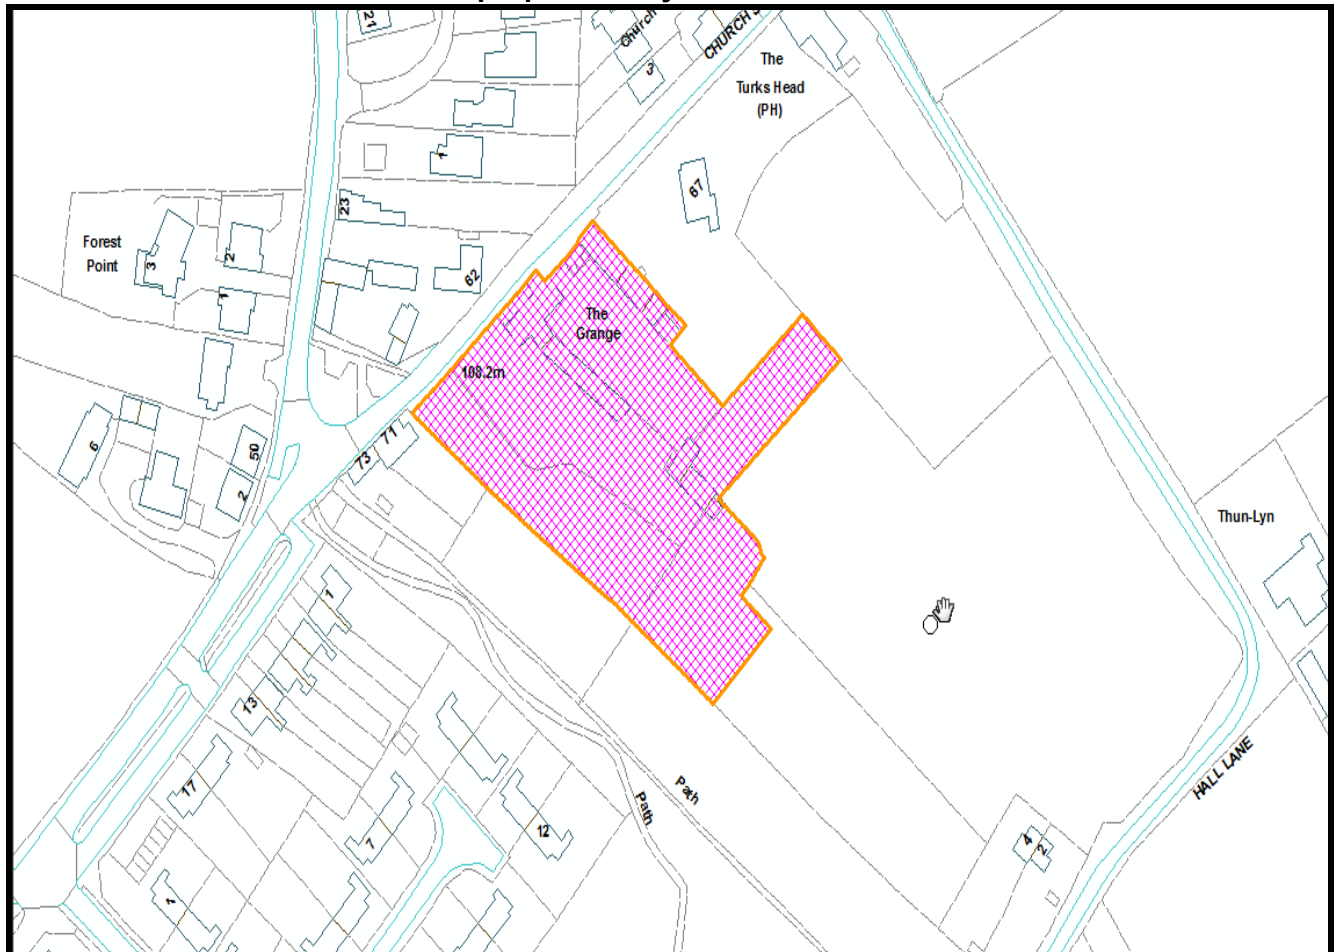 21
Church
CHURCH S
3
The
Turks Head
(PH)
1
67
23
Forest
Point
3
2
1
62
The
Grange
108.2m
71
73
6
50
2
Thun-Lyn
1
13
17
7
12
1
Path
Path
HALL LANE
4
2